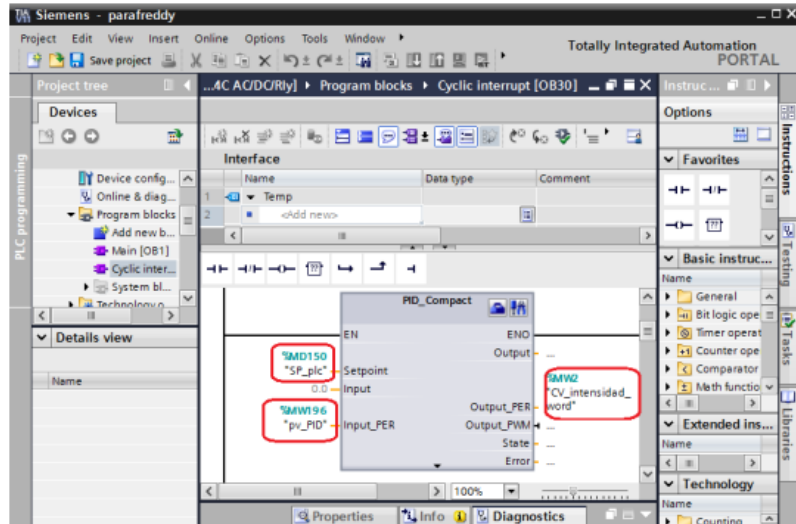 Siemens - parafreddy
Project Edit View Insert Online Options Tools Window
Totally Integrated Automation
PORTAL
Save project
Project tree
...4C AC/DC/Rly] Program blocks Cyclic interrupt [OB30]
Instruc...
Devices
Options
PLC programming
Interface
Name Data type Comment
1 Temp
2 <Add new>
Device config...
Online & diag...
Program blocks
Add new b...
Main [OB1]
Cyclic inter...
System bl...
Technology o...
Details view
Name
PID_Compact
EN ENO
%MD150
"SP_plc" Setpoint
Output ...
0.0 Input
%MW2
"CV_intensidad_
word"
Output_PER
%MW196
"pv_PID" Input_PER
Output_PWM ...
State ...
Error ...
100%
Properties Info Diagnostics
Favorites
Basic instruc...
Name
General
Bit logic ope
Timer operat
Counter ope
Comparator
Math functio
Extended ins...
Name
Technology
Name
Counting
Instructions
Testing
Tasks
Libraries